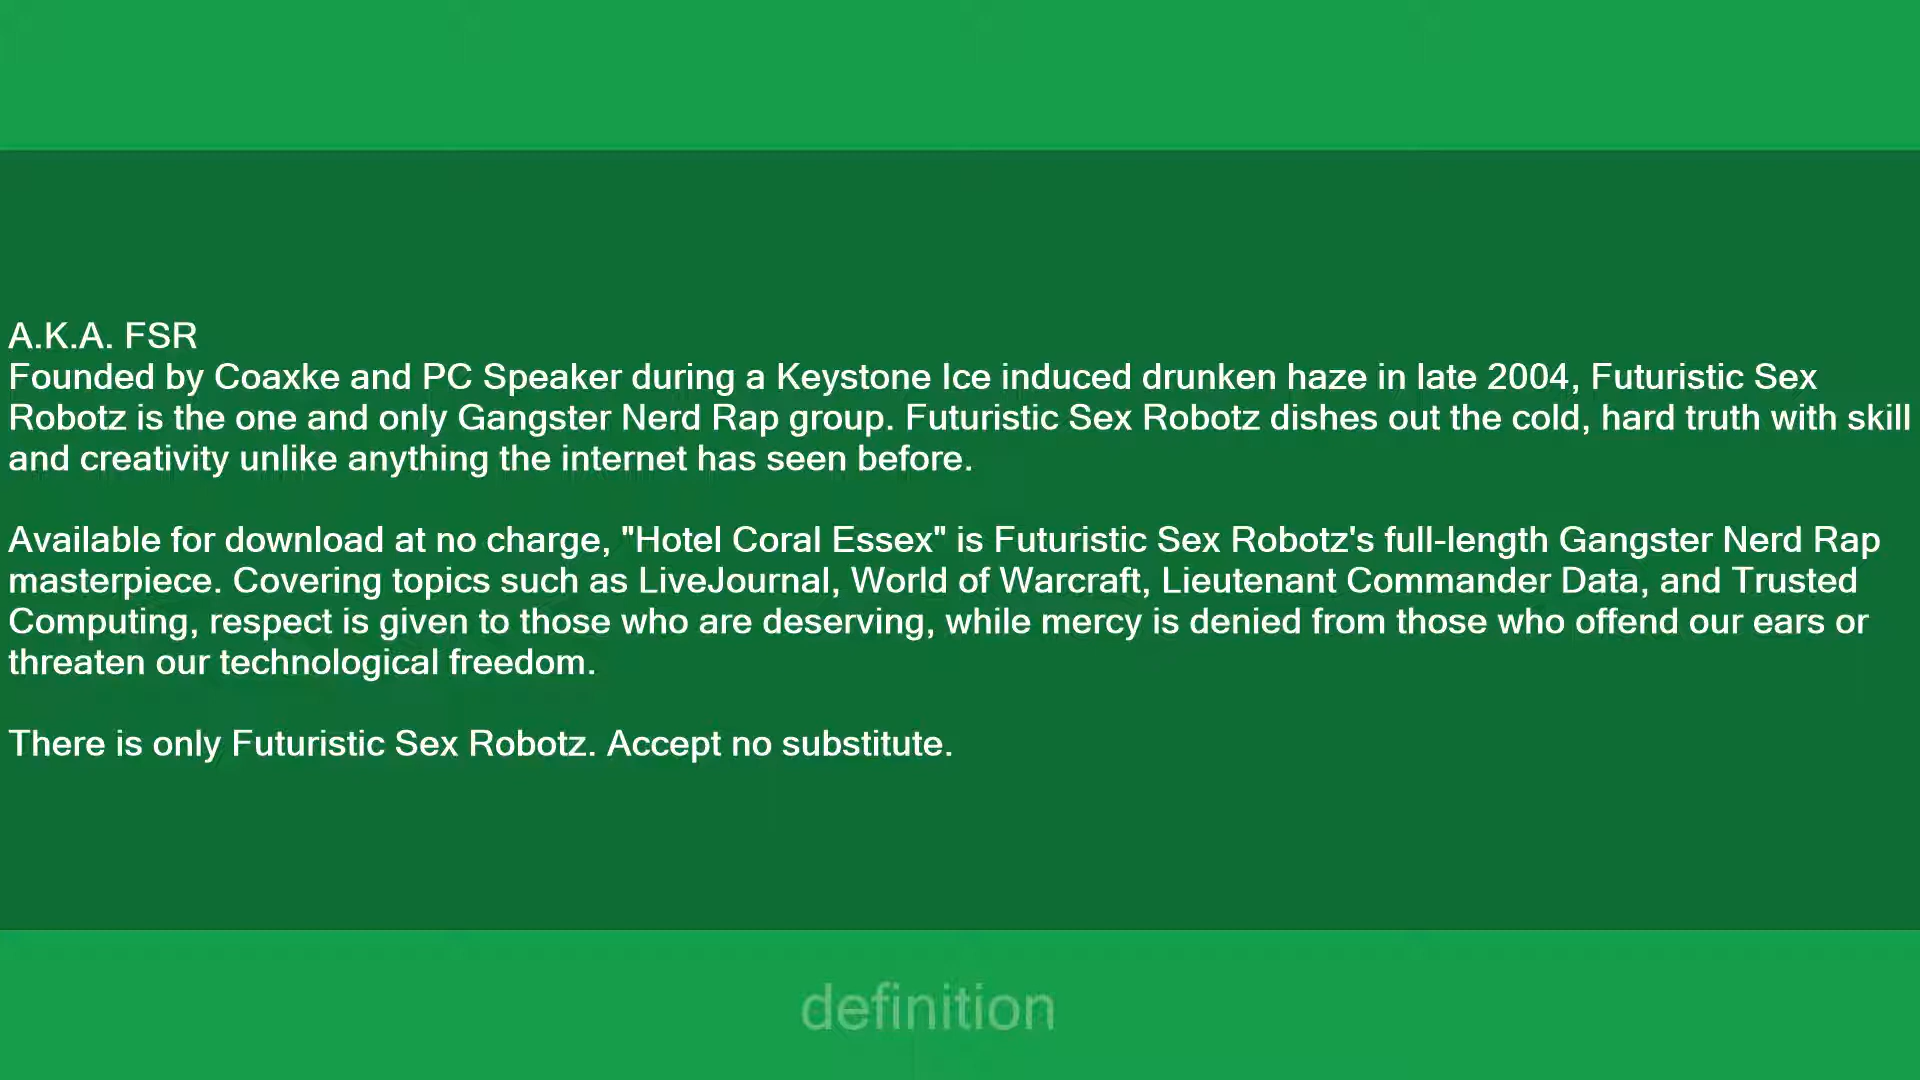 A.K.A. FSR
Founded by Coaxke and PC Speaker during a Keystone Ice induced drunken haze in late 2004, Futuristic Sex
Robotz is the one and only Gangster Nerd Rap group. Futuristic Sex Robotz dishes out the cold, hard truth with skill
and creativity unlike anything the internet has seen before.

Available for download at no charge, "Hotel Coral Essex" is Futuristic Sex Robotz's full-length Gangster Nerd Rap
masterpiece. Covering topics such as LiveJournal, World of Warcraft, Lieutenant Commander Data, and Trusted
Computing, respect is given to those who are deserving, while mercy is denied from those who offend our ears or
threaten our technological freedom.

There is only Futuristic Sex Robotz. Accept no substitute.
definition